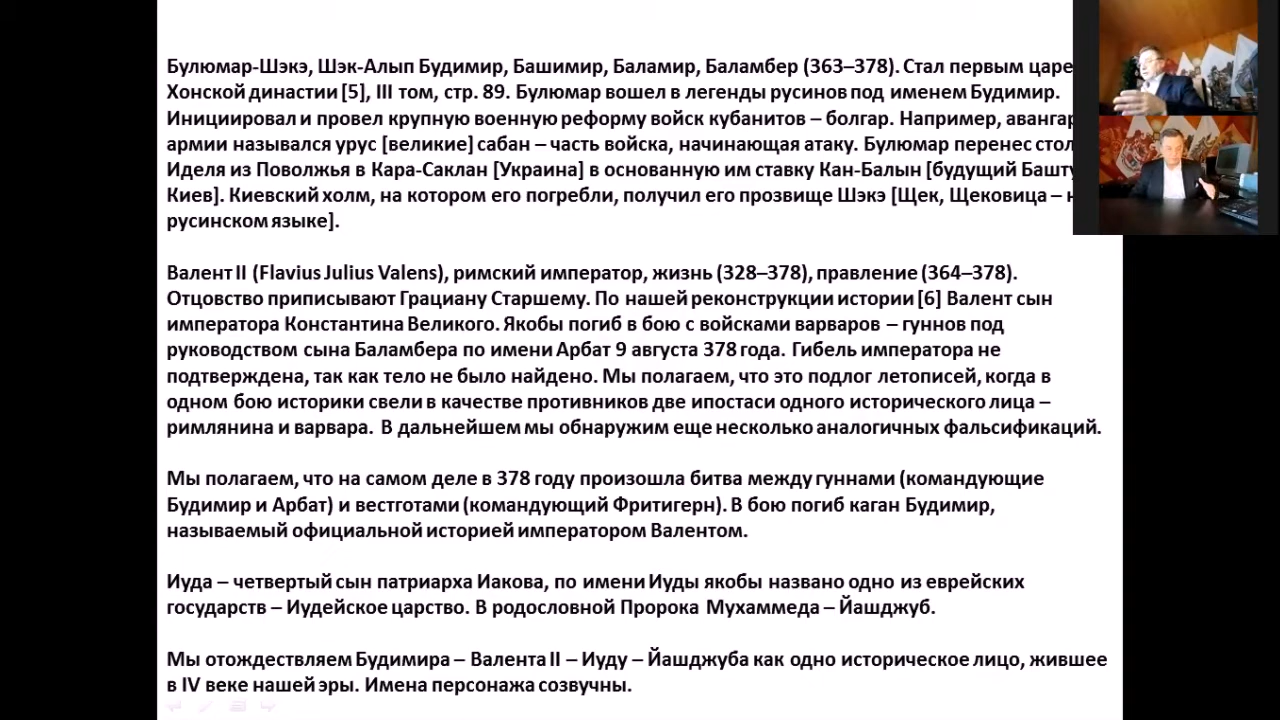 Булюмар-Шэкэ, Шэк-Алып Будимир, Башимир, Баламир, Баламбер (363–378). Стал первым царе
Хонской династии [5], III том, стр. 89. Булюмар вошел в легенды русинов под именем Будимир.
Инициировал и провел крупную военную реформу войск кубанитов – болгар. Например, авангар
армии назывался урус [великие] сабан – часть войска, начинающая атаку. Булюмар перенес стол
Иделя из Поволжья в Кара-Саклан [Украина] в основанную им ставку Кан-Балын [будущий Башту
Киев]. Киевский холм, на котором его погребли, получил его прозвище Шэкэ [Щек, Щековица – н
русинском языке].
Валент II (Flavius Julius Valens), римский император, жизнь (328–378), правление (364–378).
Отцовство приписывают Грациану Старшему. По нашей реконструкции истории [6] Валент сын
императора Константина Великого. Якобы погиб в бою с войсками варваров – гуннов под
руководством сына Баламбера по имени Арбат 9 августа 378 года. Гибель императора не
подтверждена, так как тело не было найдено. Мы полагаем, что это подлог летописей, когда в
одном бою историки свели в качестве противников две ипостаси одного исторического лица –
римлянина и варвара. В дальнейшем мы обнаружим еще несколько аналогичных фальсификаций.
Мы полагаем, что на самом деле в 378 году произошла битва между гуннами (командующие
Будимир и Арбат) и вестготами (командующий Фритигерн). В бою погиб каган Будимир,
называемый официальной историей императором Валентом.
Иуда – четвертый сын патриарха Иакова, по имени Иуды якобы названо одно из еврейских
государств – Иудейское царство. В родословной Пророка Мухаммеда – Йашджуб.
Мы отождествляем Будимира – Валента II – Иуду – Йашджуба как одно историческое лицо, жившее
в IV веке нашей эры. Имена персонажа созвучны.